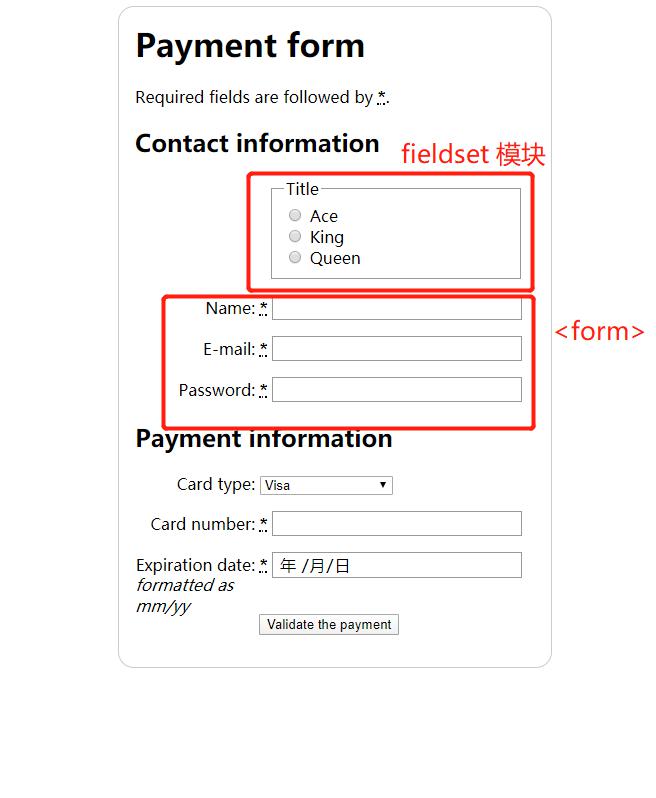 Payment form
Required fields are followed by *.
Contact information
fieldset 模块
Title
Ace
King
Queen
Name: *
<form>
E-mail: *
Password: *
Payment information
Card type: Visa
Card number: *
Expiration date: * 年 /月/日
formatted as
mm/yy
Validate the payment